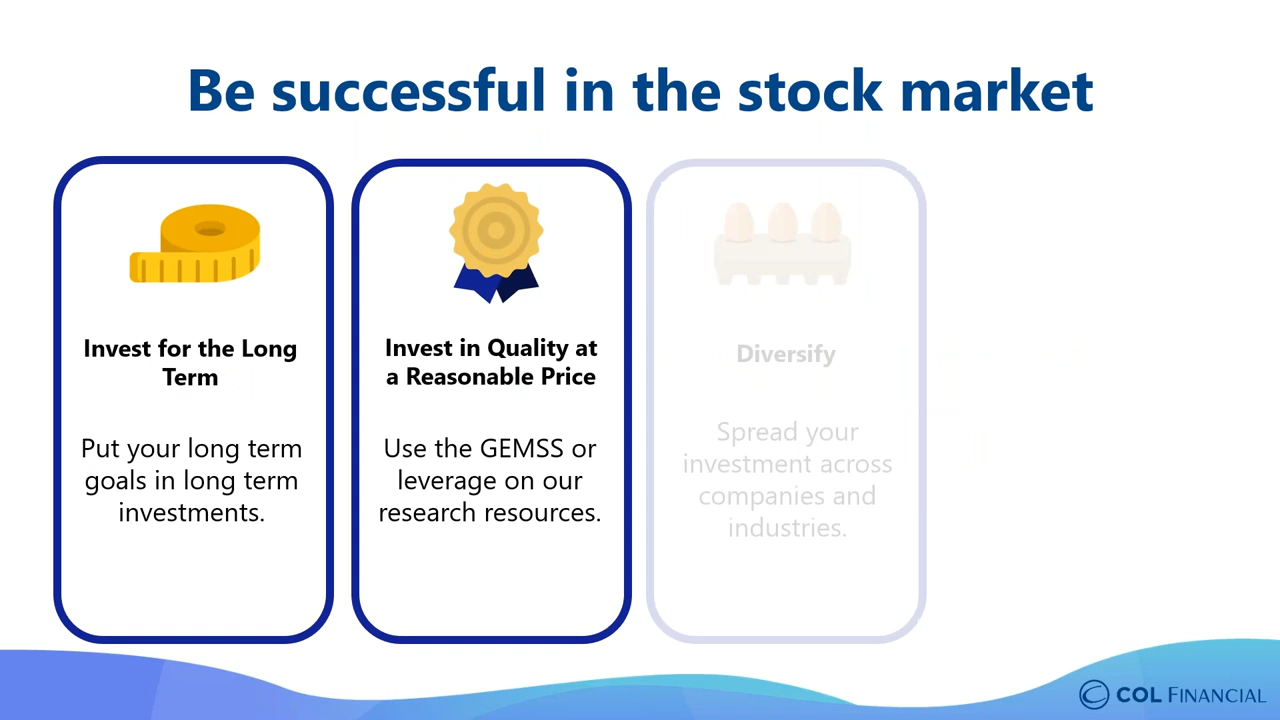 Be successful in the stock market
Invest for the Long
Term
Put your long term
goals in long term
investments.
Invest in Quality at
a Reasonable Price
Use the GEMSS or
leverage on our
research resources.
Diversify
Spread your
investment across
companies and
industries.
COL FINANCIAL